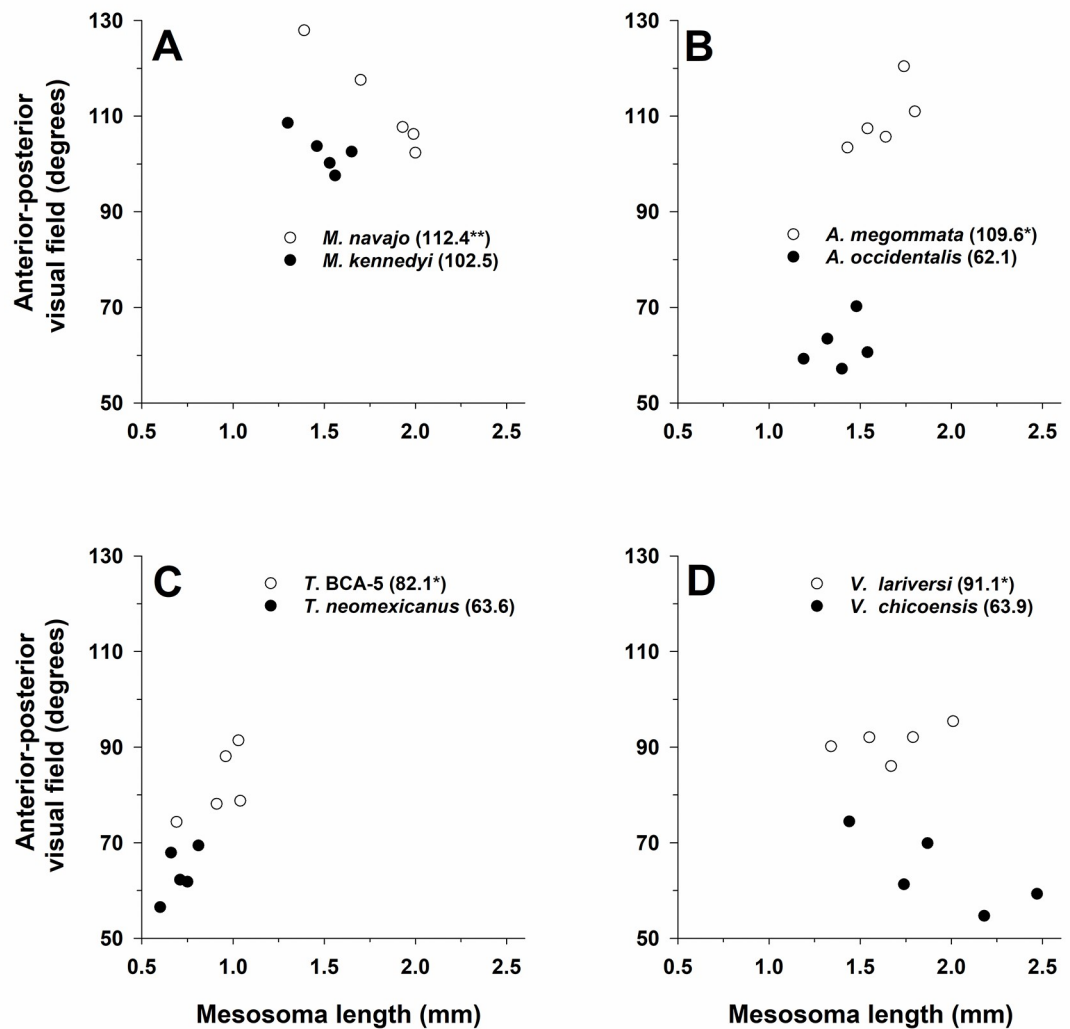 A
B
130
110
90
70
50
Anterior-posterior
visual field (degrees)
M. navajo (112.4**)
M. kennedyi (102.5)
0.5 1.0 1.5 2.0 2.5
130
110
90
70
50
A. megommata (109.6*)
A. occidentalis (62.1)
0.5 1.0 1.5 2.0 2.5
C
D
130
110
90
70
50
Anterior-posterior
visual field (degrees)
T. BCA-5 (82.1*)
T. neomexicanus (63.6)
0.5 1.0 1.5 2.0 2.5
Mesosoma length (mm)
130
110
90
70
50
V. lariversi (91.1*)
V. chicoensis (63.9)
0.5 1.0 1.5 2.0 2.5
Mesosoma length (mm)